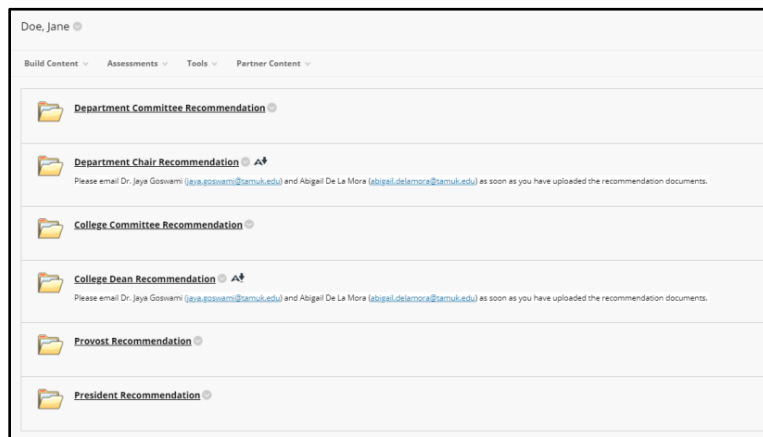 Doe, Jane
Build Content Assessments Tools Partner Content
Department Committee Recommendation
Department Chair Recommendation
Please email Dr. Jaya Goswami (jaya.goswami@tamuk.edu) and Abigail De La Mora (abigail.delamora@tamuk.edu) as soon as you have uploaded the recommendation documents.
College Committee Recommendation
College Dean Recommendation
Please email Dr. Jaya Goswami (jaya.goswami@tamuk.edu) and Abigail De La Mora (abigail.delamora@tamuk.edu) as soon as you have uploaded the recommendation documents.
Provost Recommendation
President Recommendation